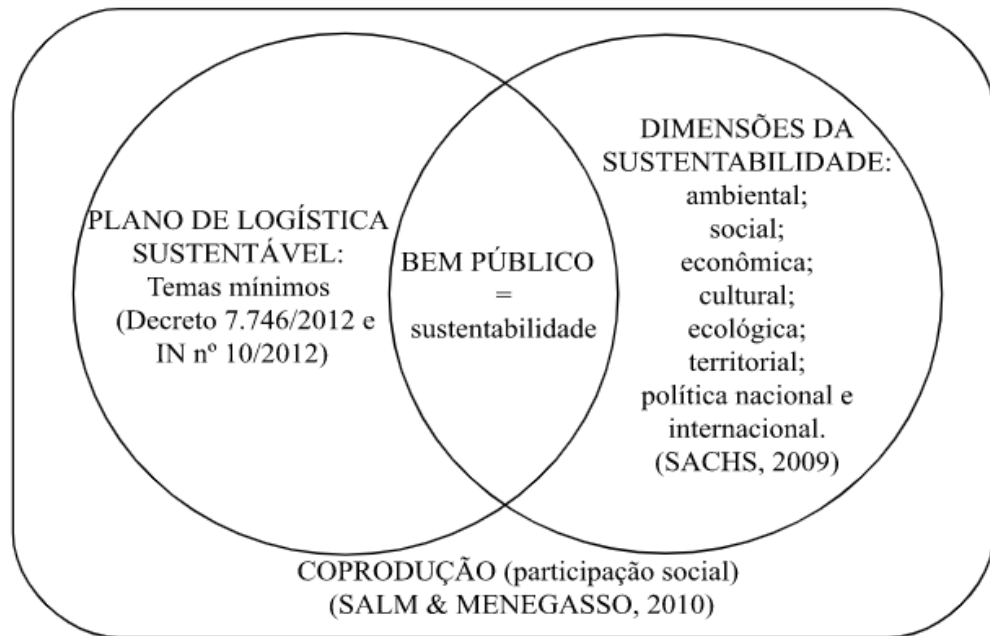 PLANO DE LOGÍSTICA
SUSTENTÁVEL:
Temas mínimos
(Decreto 7.746/2012 e
IN nº 10/2012)
BEM PÚBLICO
=
sustentabilidade
DIMENSÕES DA
SUSTENTABILIDADE:
ambiental;
social;
econômica;
cultural;
ecológica;
territorial;
política nacional e
internacional.
(SACHS, 2009)
COPRODUÇÃO (participação social)
(SALM & MENEGASSO, 2010)